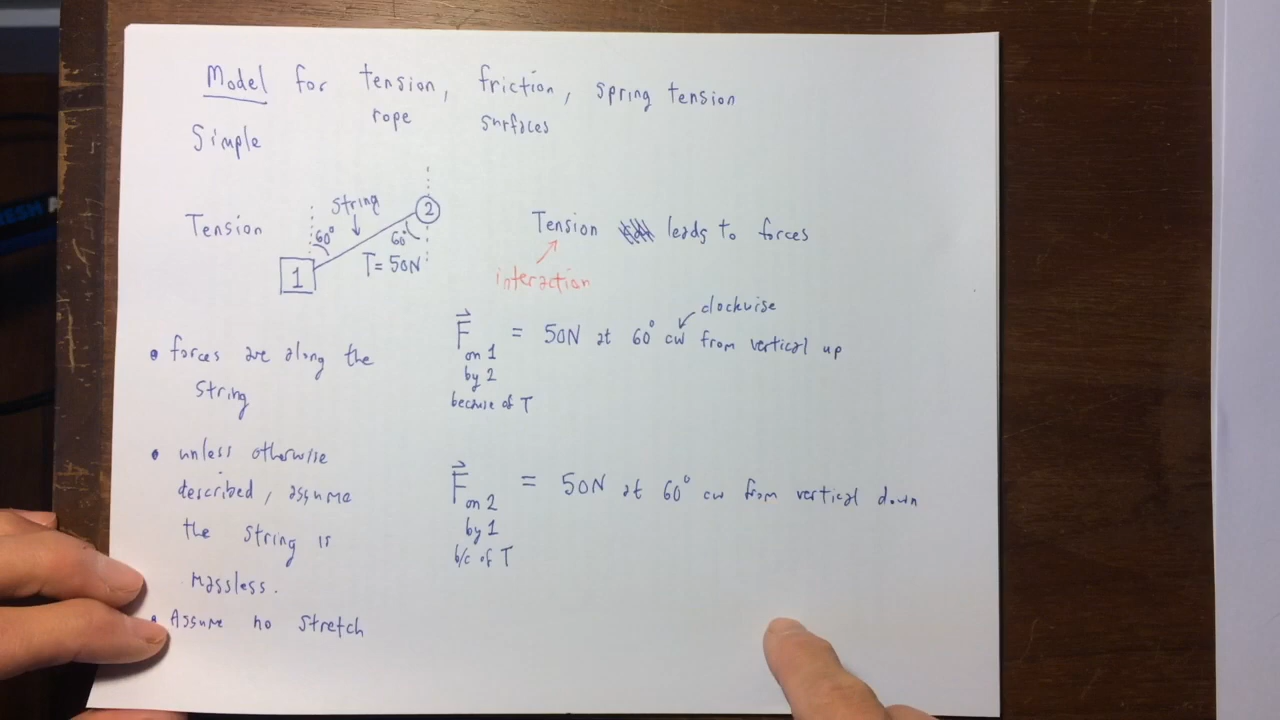 Model for tension, friction, spring tension
rope surfaces
Simple
Tension
string
60°
60°
2
1
T = 50N
Tension leads to forces
interaction
clockwise
F on 1 by 2 because of T = 50N at 60° cw from vertical up
• forces are along the
string
• unless otherwise
described, assume
the string is
massless.
• Assume no stretch
F on 2 by 1 b/c of T = 50N at 60° cw from vertical down